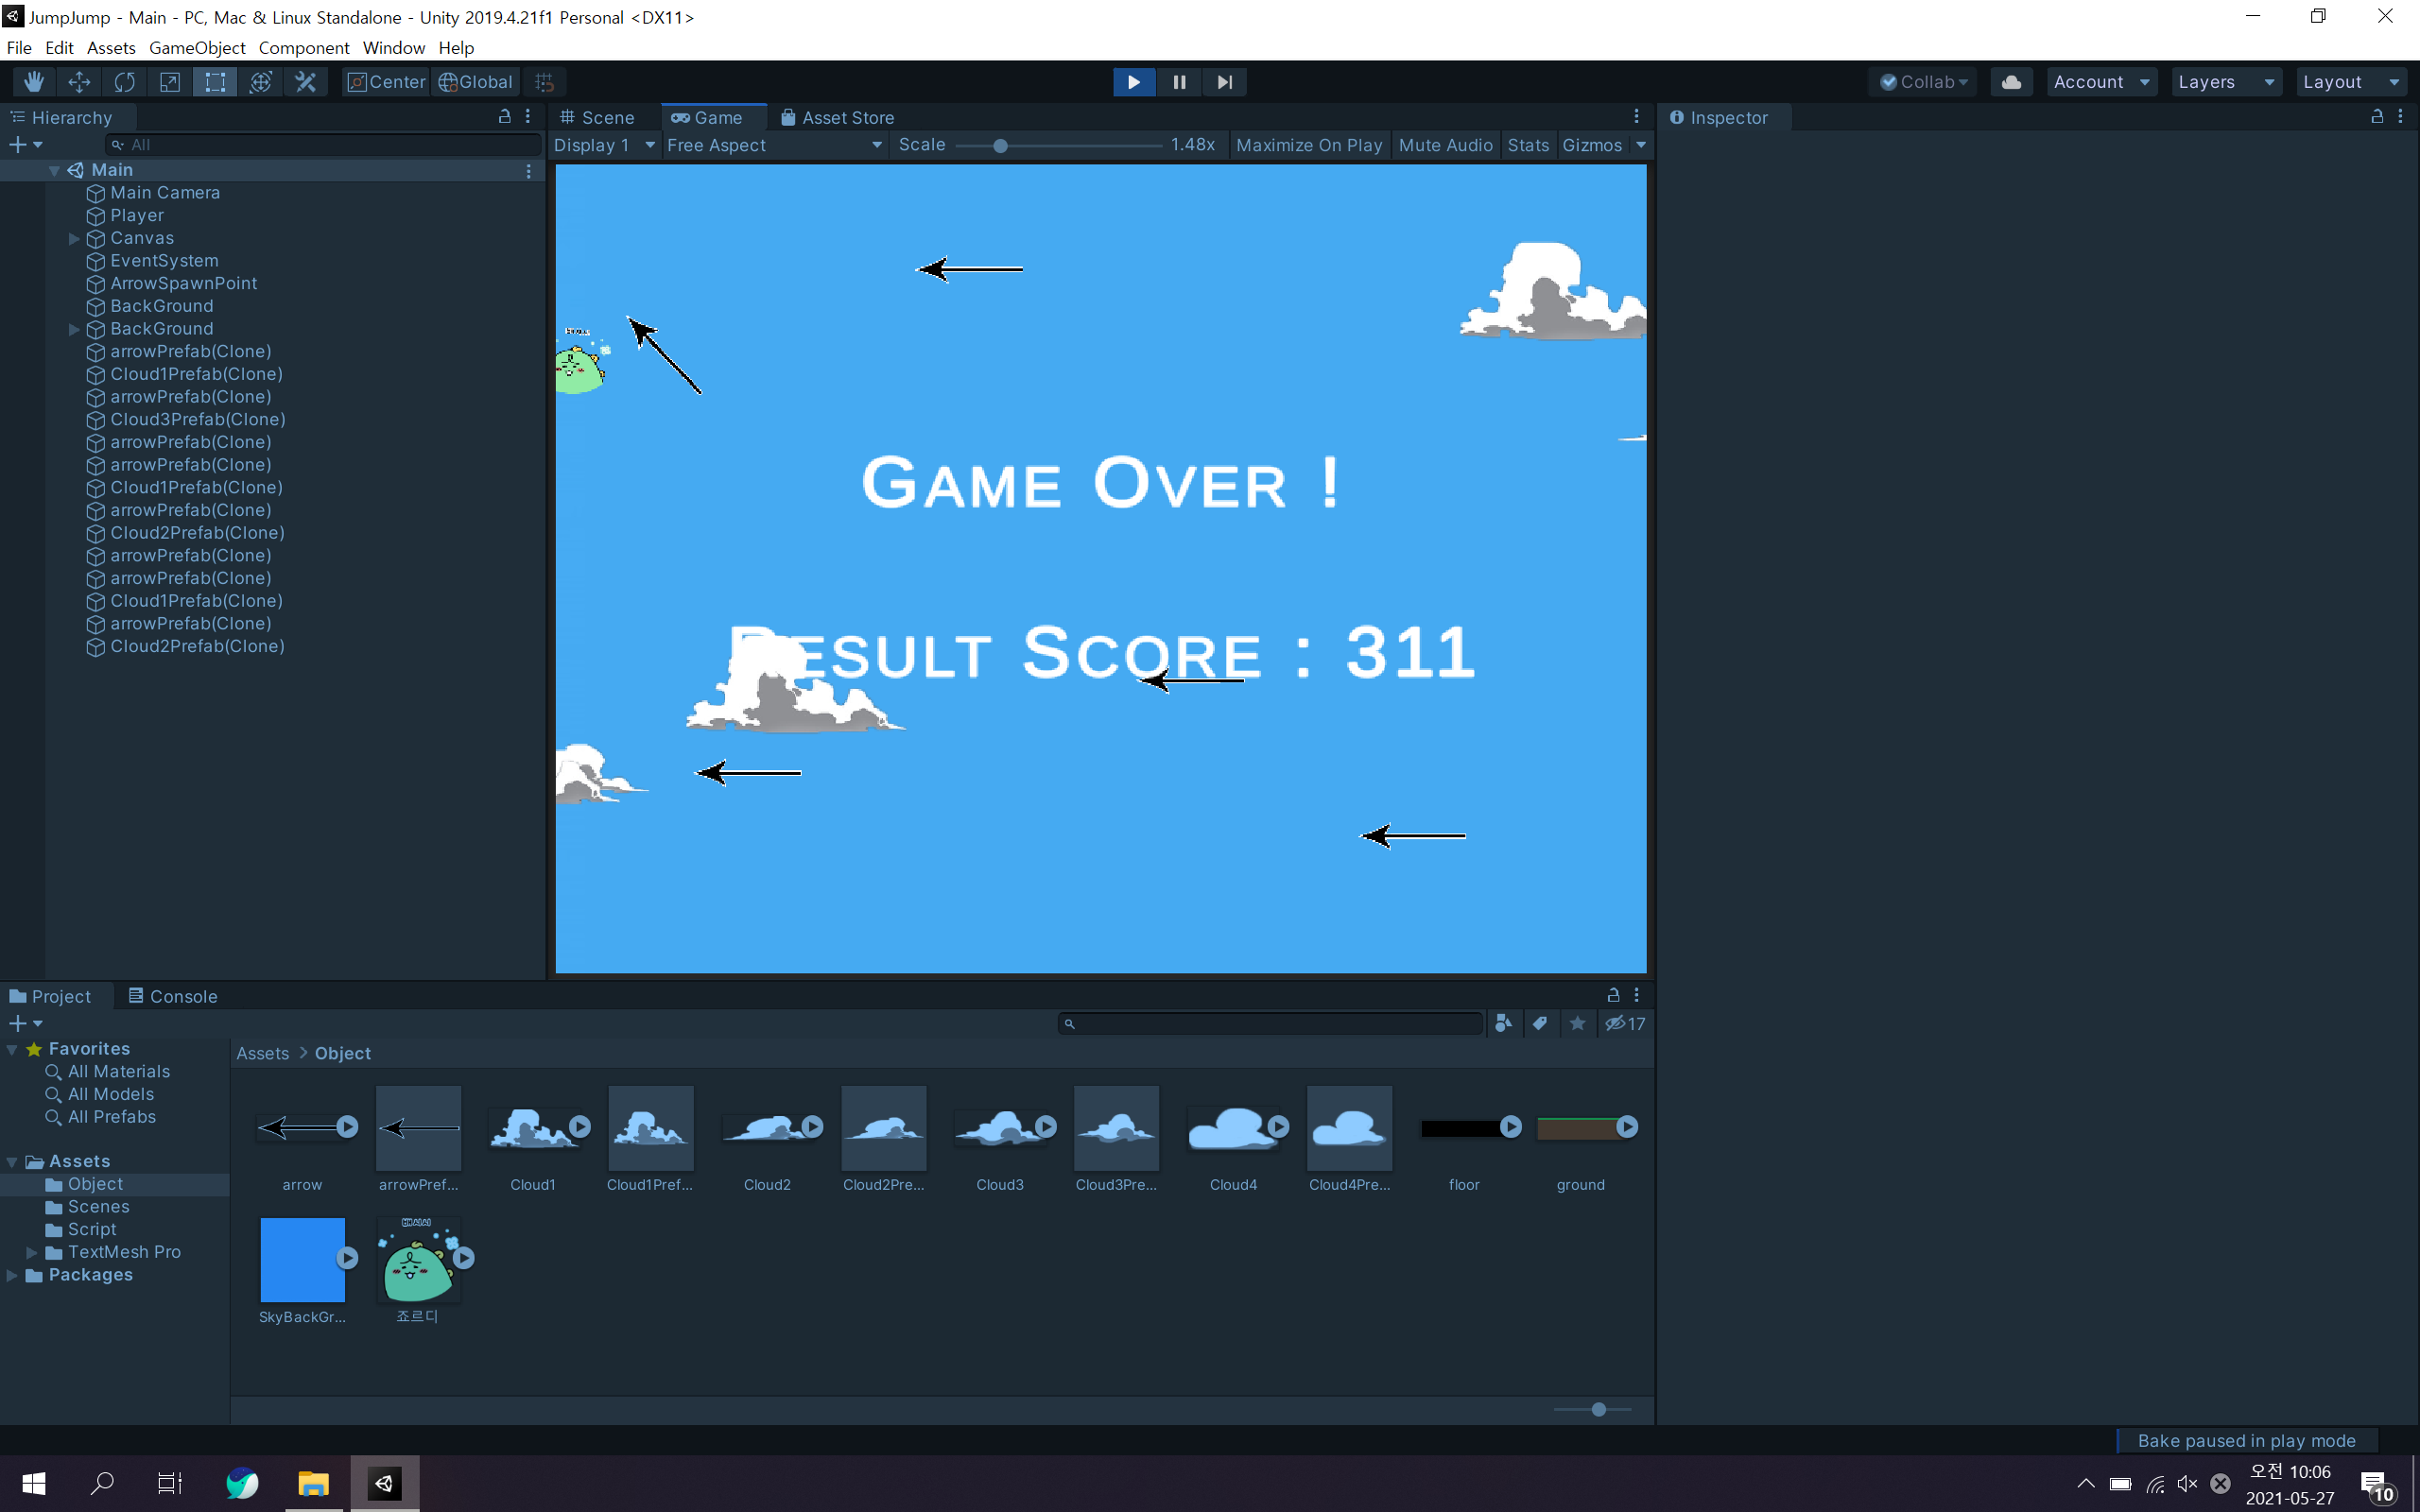 JumpJump - Main - PC, Mac & Linux Standalone - Unity 2019.4.21f1 Personal <DX11>
File Edit Assets GameObject Component Window Help
Center Global Collab Account Layers Layout
Hierarchy
All
Main
Main Camera
Player
Canvas
EventSystem
ArrowSpawnPoint
BackGround
BackGround
arrowPrefab(Clone)
Cloud1Prefab(Clone)
arrowPrefab(Clone)
Cloud3Prefab(Clone)
arrowPrefab(Clone)
arrowPrefab(Clone)
Cloud1Prefab(Clone)
arrowPrefab(Clone)
Cloud2Prefab(Clone)
arrowPrefab(Clone)
arrowPrefab(Clone)
Cloud1Prefab(Clone)
arrowPrefab(Clone)
Cloud2Prefab(Clone)
Scene Game Asset Store
Display 1 Free Aspect Scale 1.48x Maximize On Play Mute Audio Stats Gizmos
GAME OVER !
RESULT SCORE : 311
Inspector
Project Console
17
Favorites
All Materials
All Models
All Prefabs
Assets
Object
Scenes
Script
TextMesh Pro
Packages
Assets > Object
arrow arrowPref... Cloud1 Cloud1Pref... Cloud2 Cloud2Pre... Cloud3 Cloud3Pre... Cloud4 Cloud4Pre... floor ground
SkyBackGr... 죠르디
Bake paused in play mode
오전 10:06
2021-05-27
10